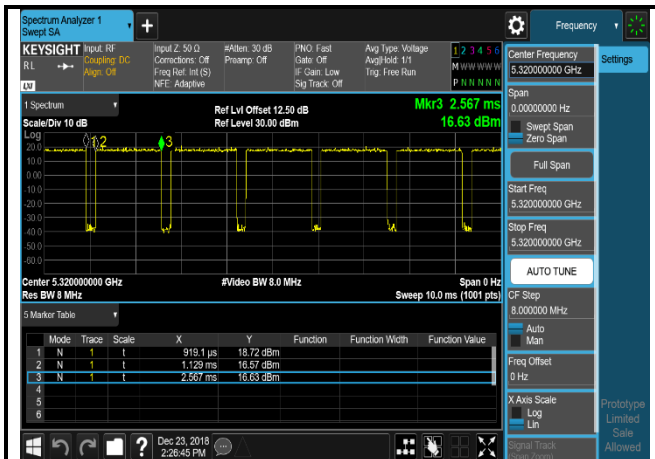 Spectrum Analyzer 1
Swept SA
+
Frequency
KEYSIGHT Input: RF Input Z: 50 Ω #Atten: 30 dB PNO: Fast Avg Type: Voltage 1 2 3 4 5 6
RL Coupling: DC Corrections: Off Preamp: Off Gate: Off Avg|Hold: 1/1 M W W W W W
Align: Off Freq Ref: Int (S) IF Gain: Low Trig: Free Run
LXI NFE: Adaptive Sig Track: Off P N N N N N
1 Spectrum
Ref Lvl Offset 12.50 dB
Mkr3 2.567 ms
Scale/Div 10 dB Ref Level 30.00 dBm 16.63 dBm
Log
20.0
10.0
0.00
-10.0
-20.0
-30.0
-40.0
-50.0
-60.0
2
3
Center 5.320000000 GHz #Video BW 8.0 MHz Span 0 Hz
Res BW 8 MHz Sweep 10.0 ms (1001 pts)
5 Marker Table
Mode Trace Scale X Y Function Function Width Function Value
1 N 1 t 919.1 µs 18.72 dBm
2 N 1 t 1.129 ms 16.57 dBm
3 N 1 t 2.567 ms 16.63 dBm
4
5
6
?
Dec 23, 2018
2:26:45 PM
Center Frequency
5.320000000 GHz
Settings
Span
0.00000000 Hz
Swept Span
Zero Span
Full Span
Start Freq
5.320000000 GHz
Stop Freq
5.320000000 GHz
AUTO TUNE
CF Step
8.000000 MHz
Auto
Man
Freq Offset
0 Hz
X Axis Scale
Log
Lin
Signal Track
(Span Zoom)
Prototype
Limited
Sale
Allowed